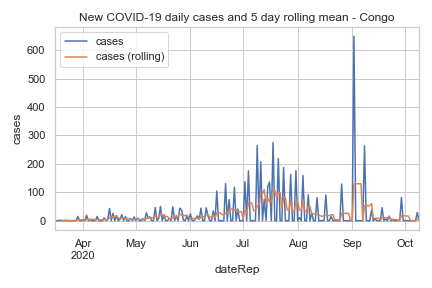 New COVID-19 daily cases and 5 day rolling mean - Congo
cases
cases (rolling)
600
500
400
300
200
100
0
cases
Apr
2020
May
Jun
Jul
Aug
Sep
Oct
dateRep